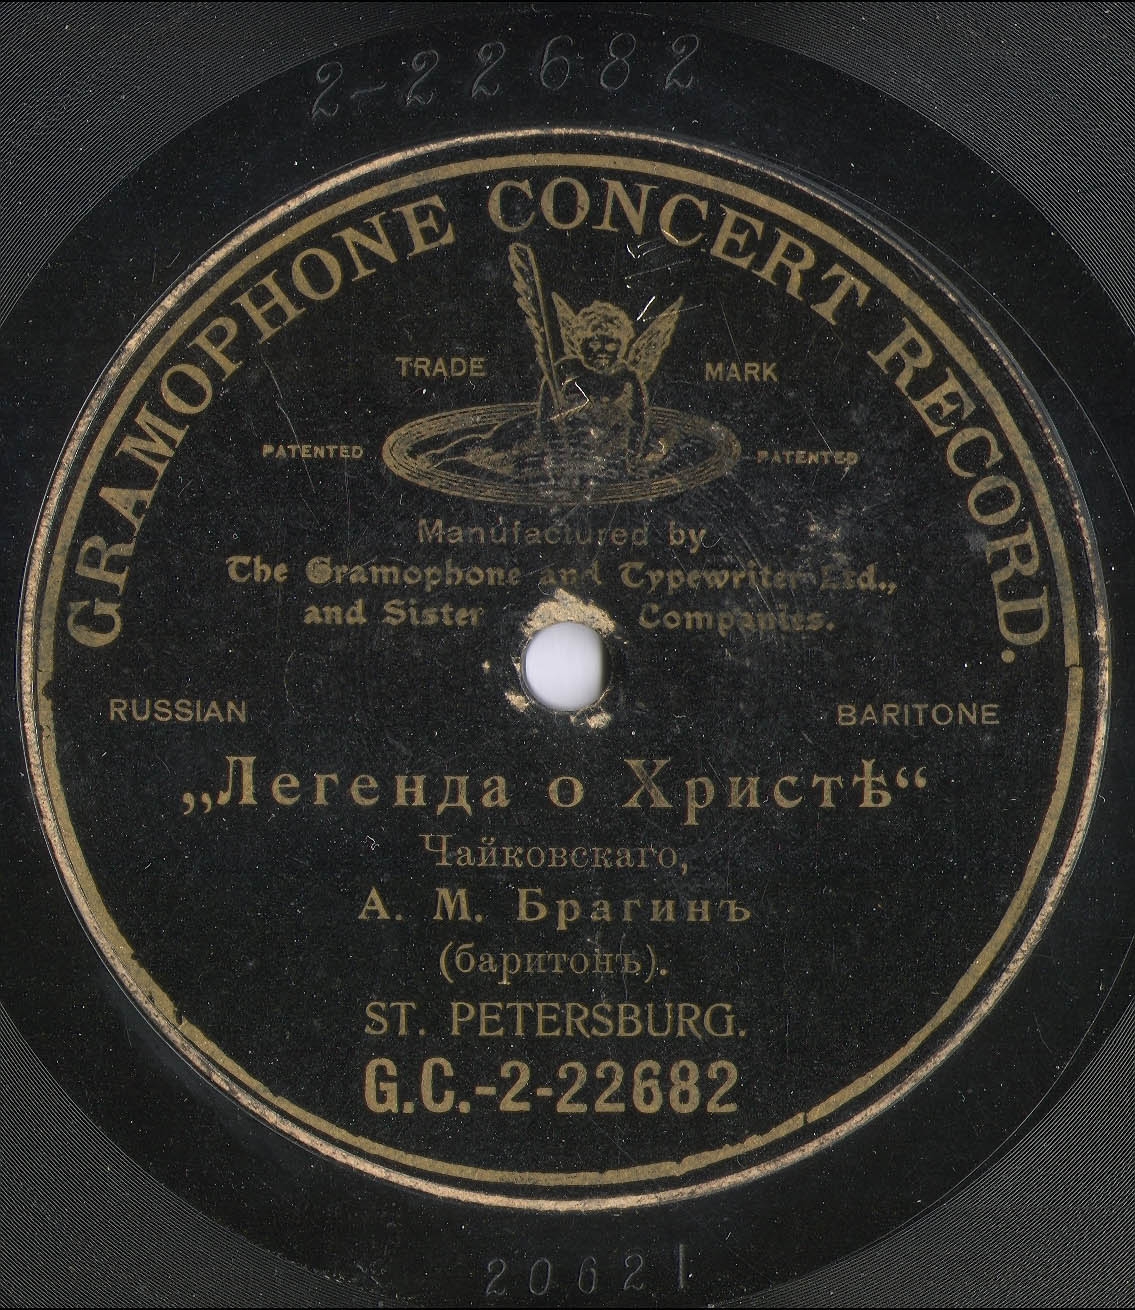 2-22682
GRAMOPHONE CONCERT RECORD.
TRADE MARK
PATENTED PATENTED
Manufactured by
The Gramophone and Typewriter Ltd.,
and Sister Companies.
RUSSIAN BARITONE
„Легенда о Христѣ“
Чайковскаго,
А. М. Брагинъ
(баритонъ).
ST. PETERSBURG.
G.C.-2-22682
20621